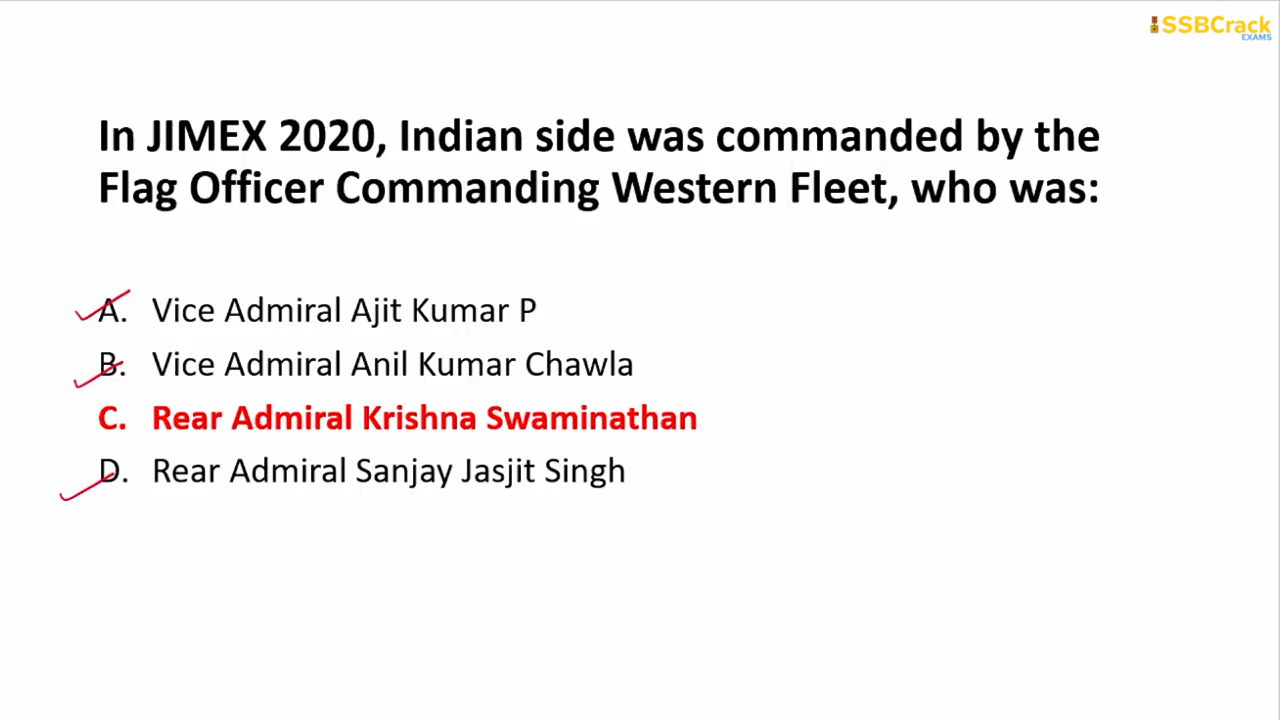 SSBCrack
EXAMS
In JIMEX 2020, Indian side was commanded by the
Flag Officer Commanding Western Fleet, who was:
A. Vice Admiral Ajit Kumar P
B. Vice Admiral Anil Kumar Chawla
C. Rear Admiral Krishna Swaminathan
D. Rear Admiral Sanjay Jasjit Singh